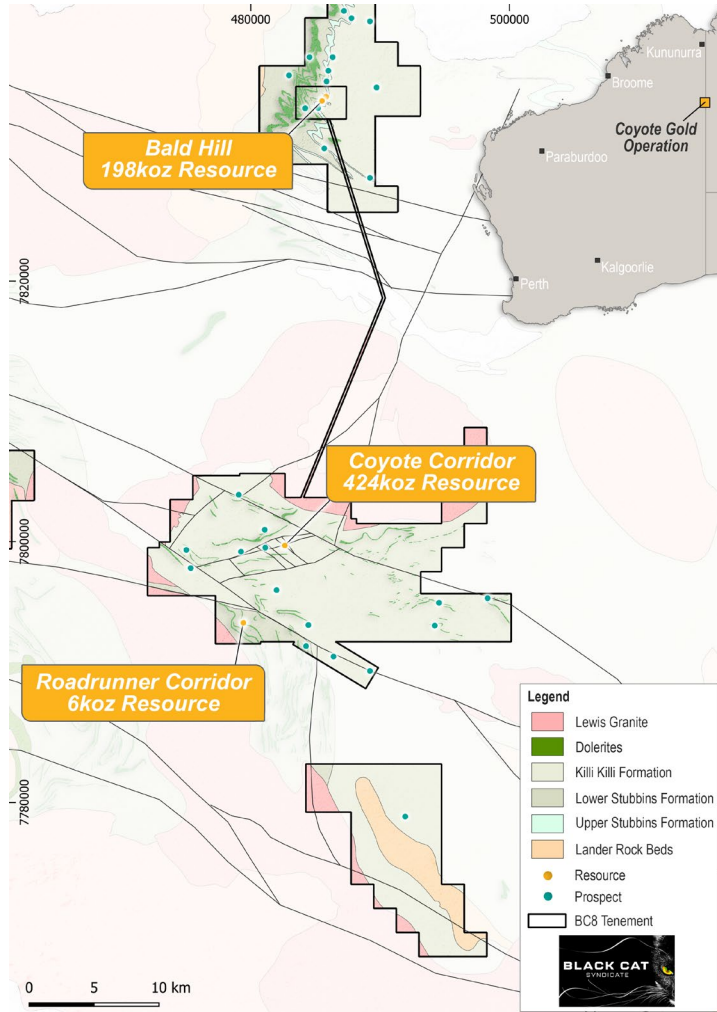 480000
500000
Kununurra
Broome
Coyote Gold
Operation
Paraburdoo
Kalgoorlie
Perth
Bald Hill
198koz Resource
7820000
Coyote Corridor
424koz Resource
7800000
Roadrunner Corridor
6koz Resource
7780000
Legend
Lewis Granite
Dolerites
Killi Killi Formation
Lower Stubbins Formation
Upper Stubbins Formation
Lander Rock Beds
Resource
Prospect
BC8 Tenement
BLACK CAT
SYNDICATE
0 5 10 km